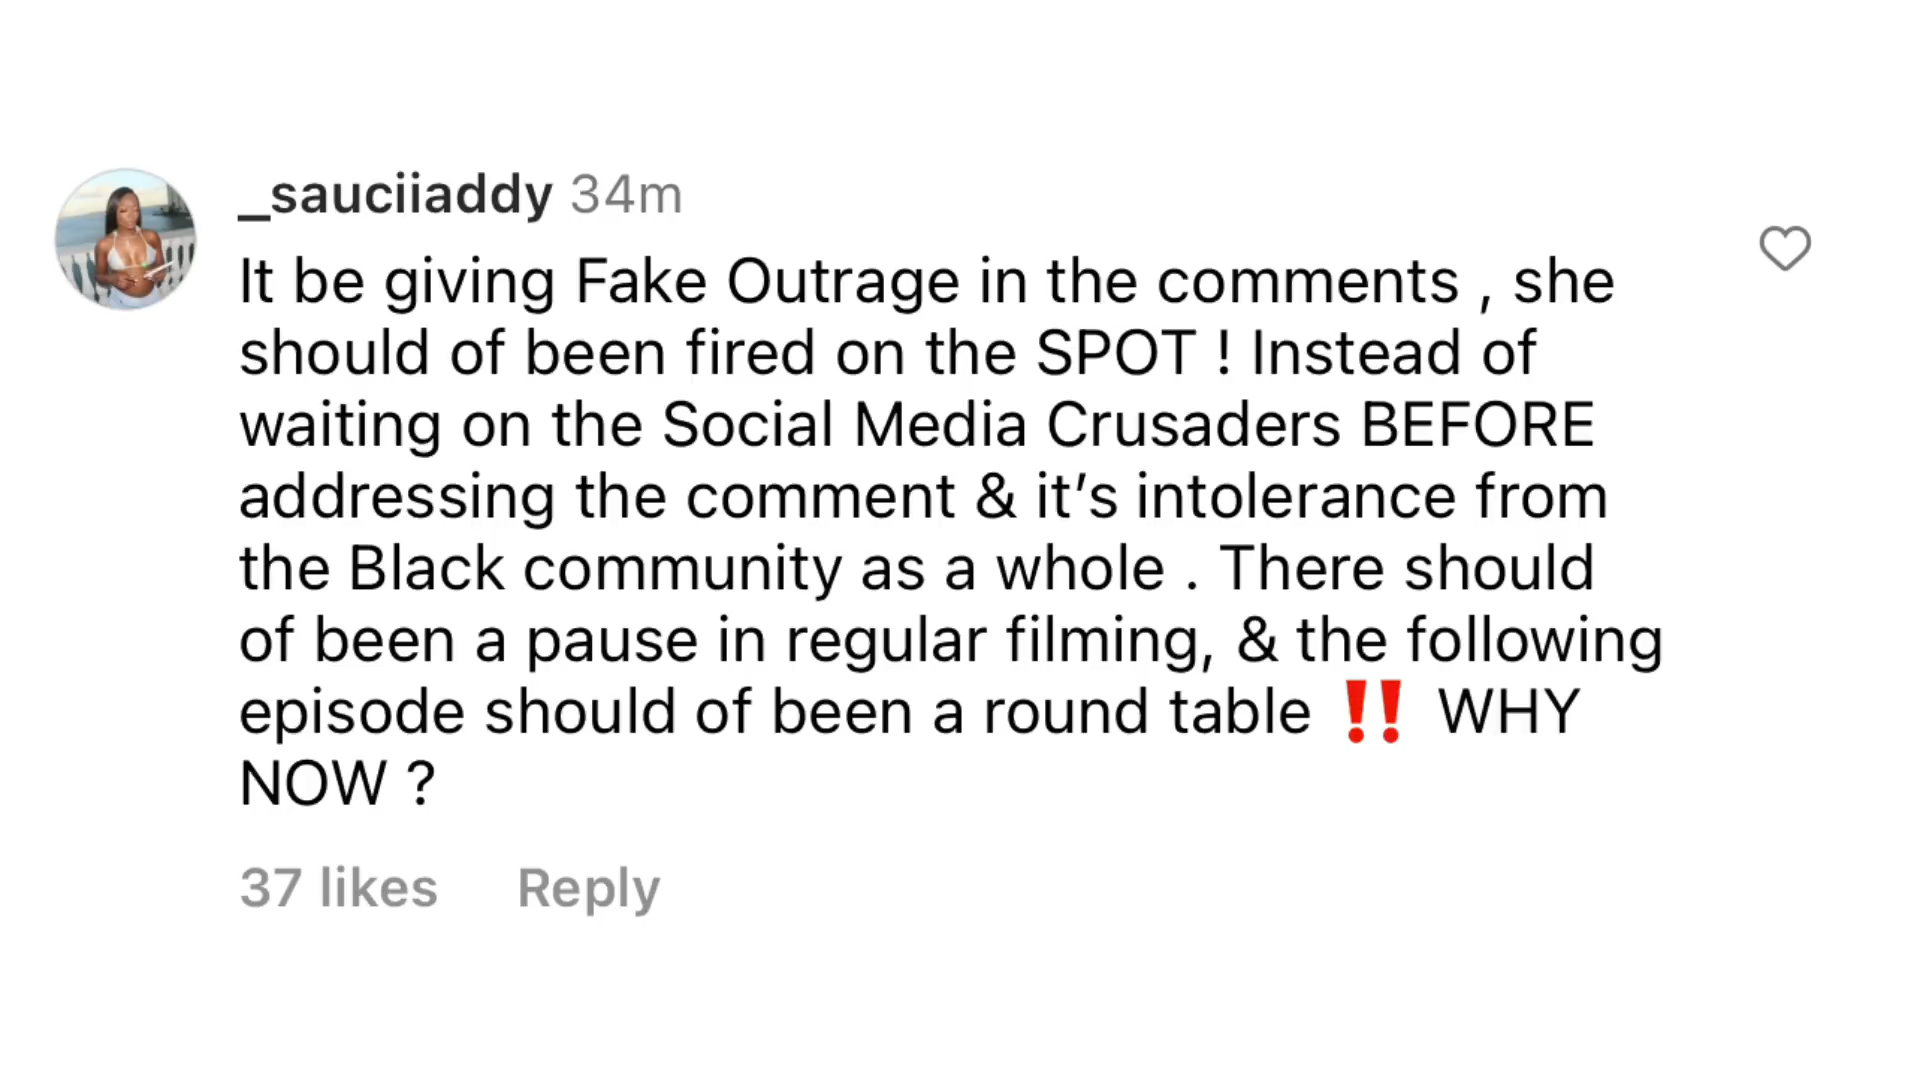 _sauciiaddy 34m
It be giving Fake Outrage in the comments , she
should of been fired on the SPOT ! Instead of
waiting on the Social Media Crusaders BEFORE
addressing the comment & it’s intolerance from
the Black community as a whole . There should
of been a pause in regular filming, & the following
episode should of been a round table ‼️ WHY
NOW ?
37 likes Reply